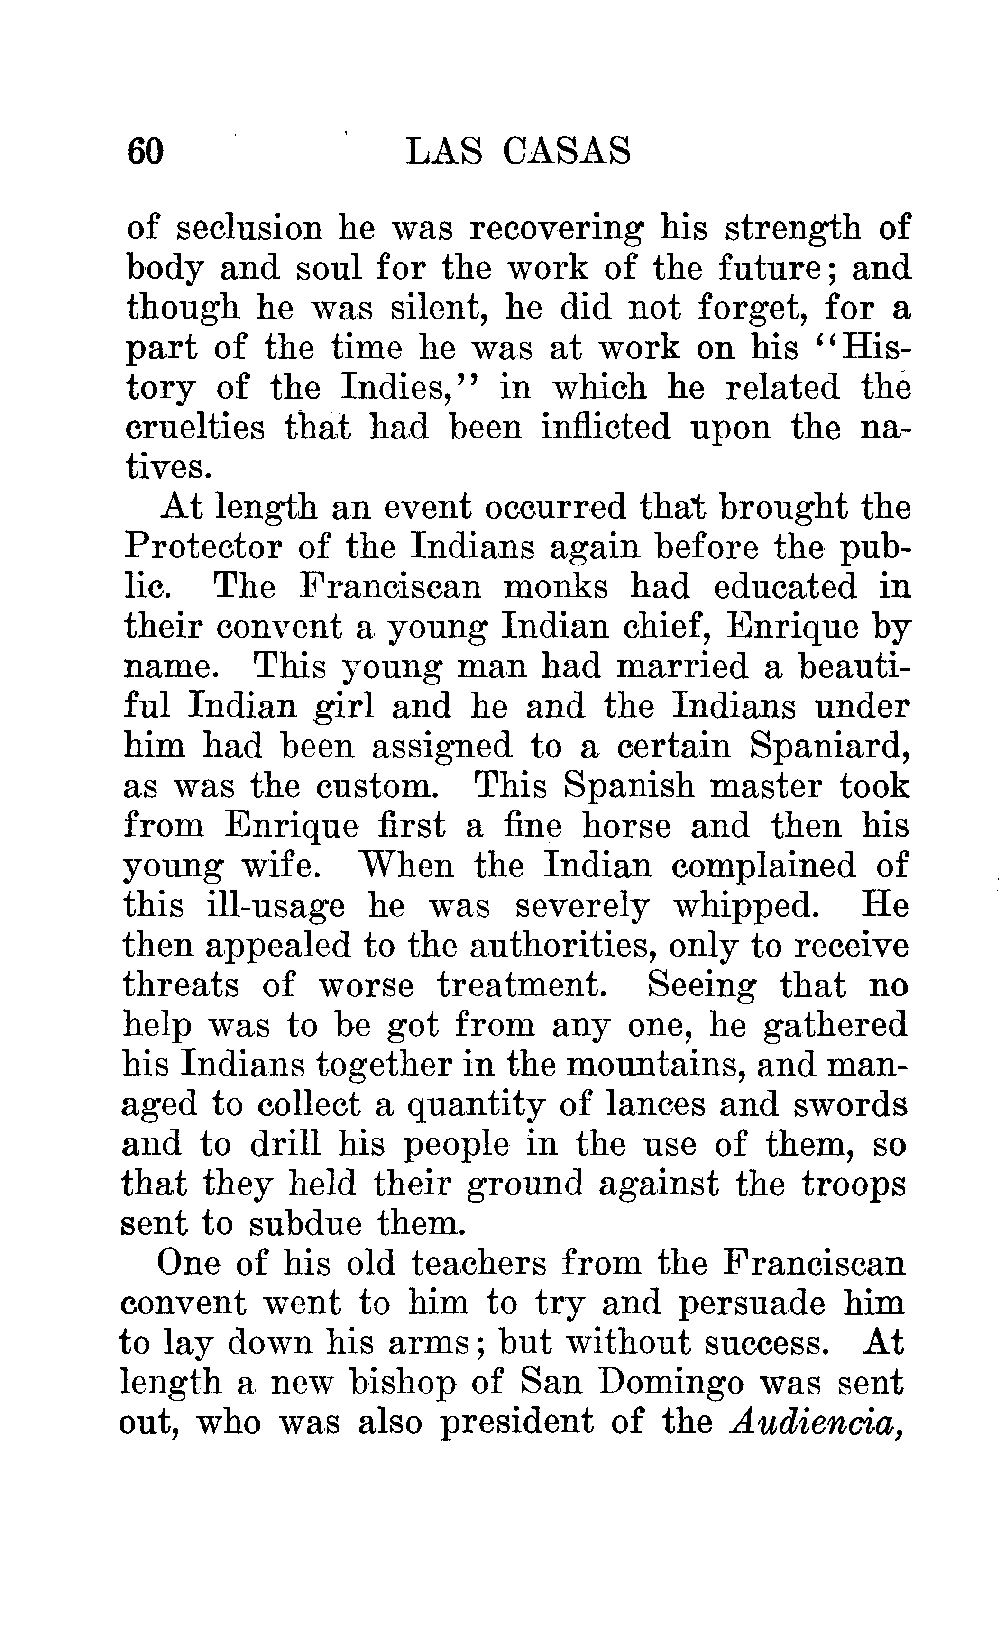 60 LAS CASAS
of seclusion he was recovering his strength of
body and soul for the work of the future; and
though he was silent, he did not forget, for a
part of the time he was at work on his “His-
tory of the Indies,” in which he related the
cruelties that had been inflicted upon the na-
tives.
At length an event occurred that brought the
Protector of the Indians again before the pub-
lic. The Franciscan monks had educated in
their convent a young Indian chief, Enrique by
name. This young man had married a beauti-
ful Indian girl and he and the Indians under
him had been assigned to a certain Spaniard,
as was the custom. This Spanish master took
from Enrique first a fine horse and then his
young wife. When the Indian complained of
this ill-usage he was severely whipped. He
then appealed to the authorities, only to receive
threats of worse treatment. Seeing that no
help was to be got from any one, he gathered
his Indians together in the mountains, and man-
aged to collect a quantity of lances and swords
and to drill his people in the use of them, so
that they held their ground against the troops
sent to subdue them.
One of his old teachers from the Franciscan
convent went to him to try and persuade him
to lay down his arms; but without success. At
length a new bishop of San Domingo was sent
out, who was also president of the Audiencia,